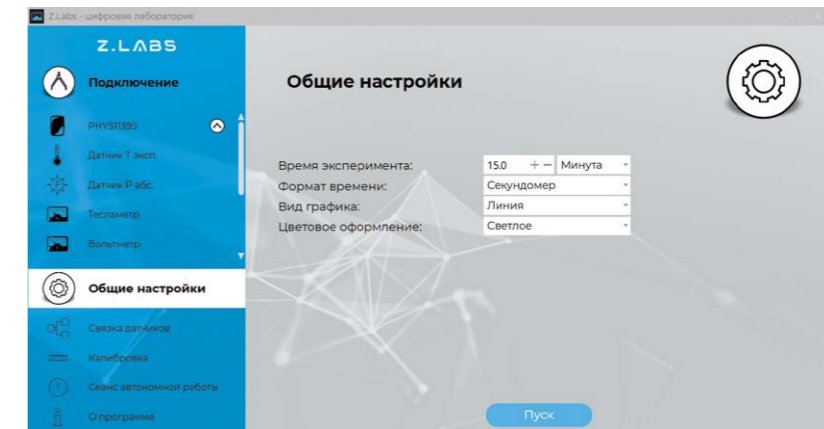 Z.Labs - цифровая лаборатория
Z.LABS
Подключение
PHYS11395
Датчик Т эксп.
Датчик Р абс.
Тесламетр
Вольтметр
Общие настройки
Связка датчиков
Калибровка
Сеанс автономной работы
О программе
Общие настройки
Время эксперимента: 15.0 + − Минута
Формат времени: Секундомер
Вид графика: Линия
Цветовое оформление: Светлое
Пуск